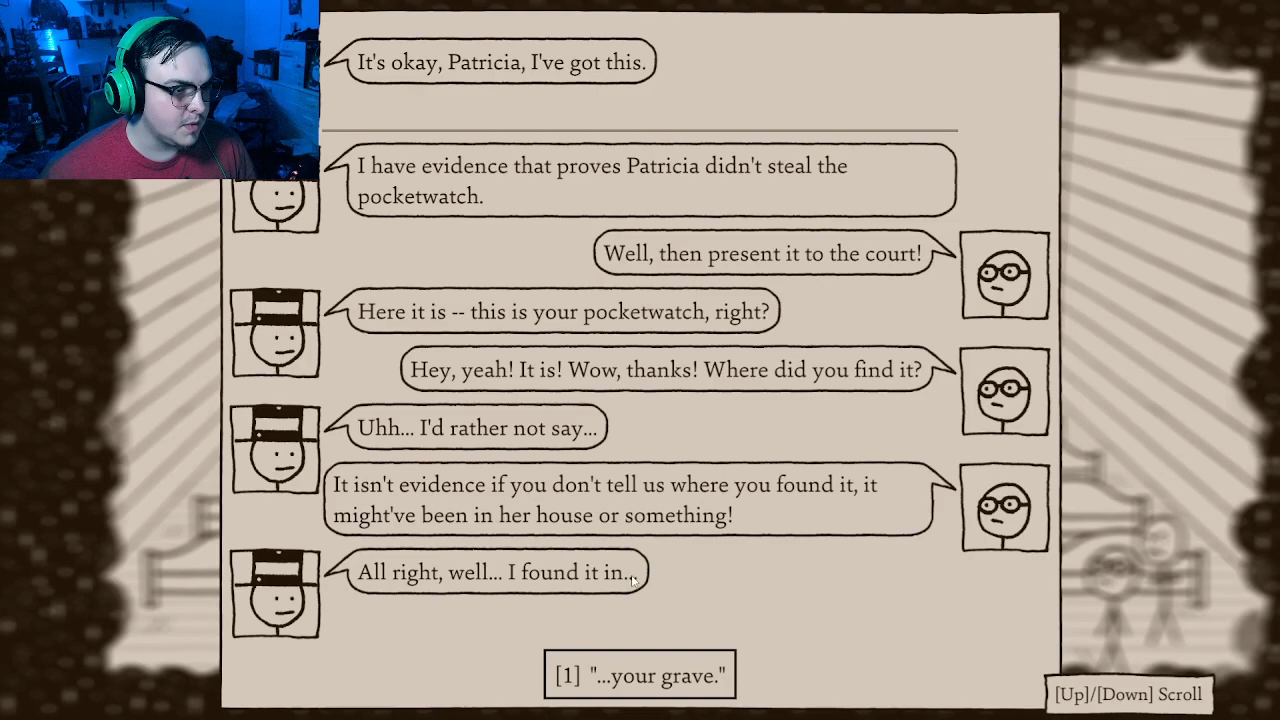 It's okay, Patricia, I've got this.
I have evidence that proves Patricia didn't steal the
pocketwatch.
Well, then present it to the court!
Here it is -- this is your pocketwatch, right?
Hey, yeah! It is! Wow, thanks! Where did you find it?
Uhh... I'd rather not say...
It isn't evidence if you don't tell us where you found it, it
might've been in her house or something!
All right, well... I found it in...
[1] "...your grave."
[Up]/[Down] Scroll